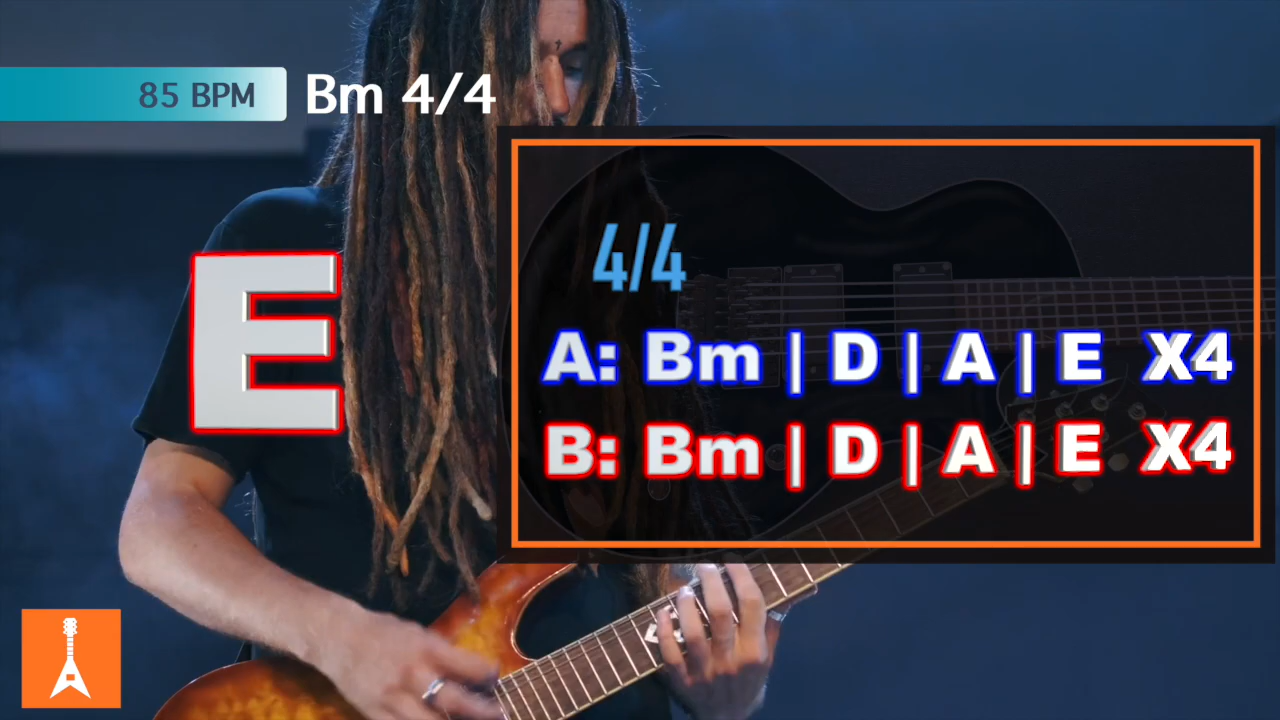 85 BPM Bm 4/4
4/4
E
A: Bm | D | A | E X4
B: Bm | D | A | E X4